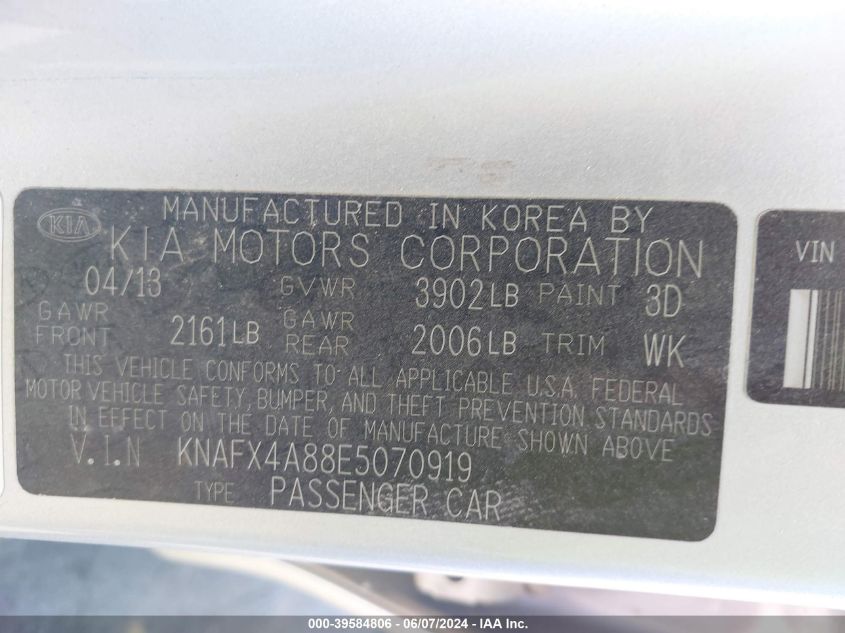 MANUFACTURED IN KOREA BY
KIA KIA MOTORS CORPORATION
04/13 GVWR 3902LB PAINT 3D
GAWR FRONT 2161LB GAWR REAR 2006LB TRIM WK
THIS VEHICLE CONFORMS TO ALL APPLICABLE U.S.A. FEDERAL
MOTOR VEHICLE SAFETY, BUMPER, AND THEFT PREVENTION STANDARDS
IN EFFECT ON THE DATE OF MANUFACTURE SHOWN ABOVE
V.I.N KNAFX4A88E5070919
TYPE PASSENGER CAR
VIN
000-39584806 - 06/07/2024 - IAA Inc.